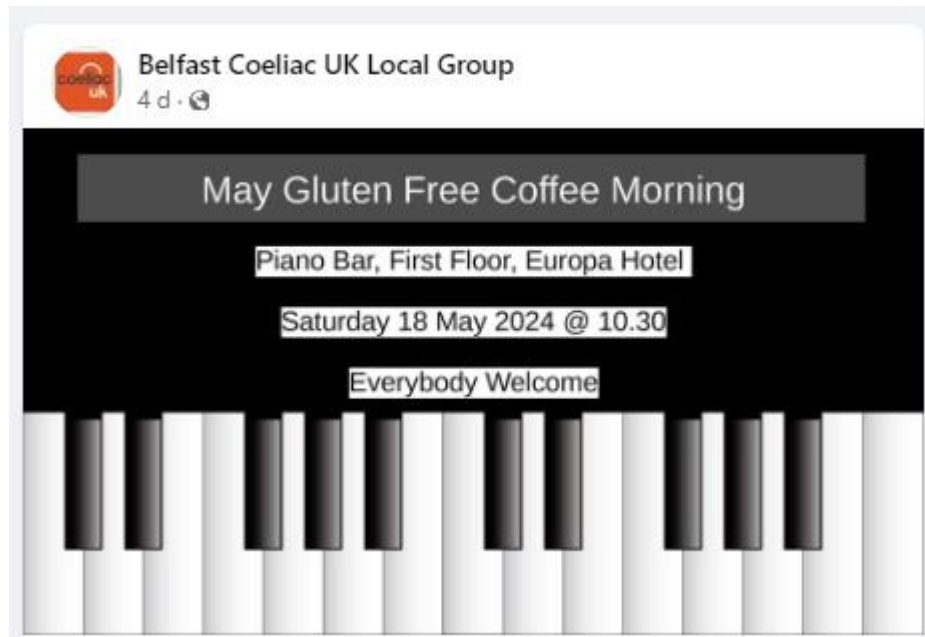 coeliac
uk
Belfast Coeliac UK Local Group
4 d ·
May Gluten Free Coffee Morning
Piano Bar, First Floor, Europa Hotel
Saturday 18 May 2024 @ 10.30
Everybody Welcome